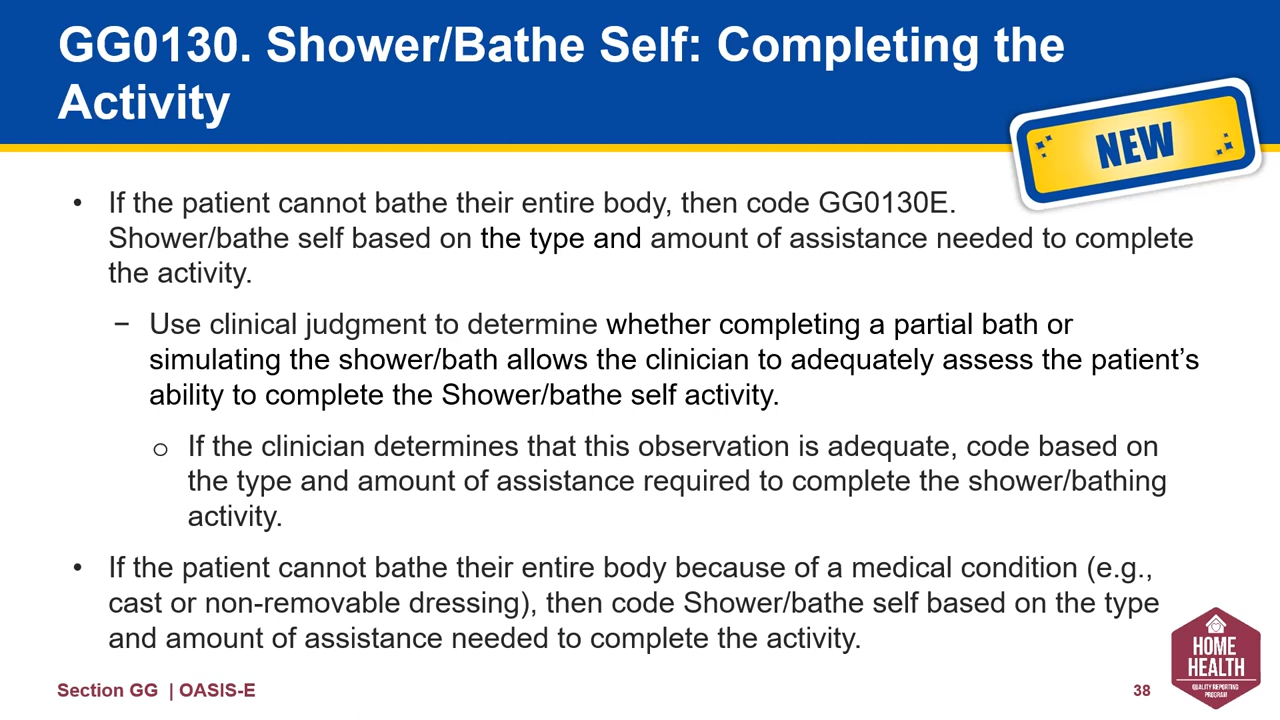 GG0130. Shower/Bathe Self: Completing the
Activity
NEW
• If the patient cannot bathe their entire body, then code GG0130E.
Shower/bathe self based on the type and amount of assistance needed to complete
the activity.
− Use clinical judgment to determine whether completing a partial bath or
simulating the shower/bath allows the clinician to adequately assess the patient’s
ability to complete the Shower/bathe self activity.
o If the clinician determines that this observation is adequate, code based on
the type and amount of assistance required to complete the shower/bathing
activity.
• If the patient cannot bathe their entire body because of a medical condition (e.g.,
cast or non-removable dressing), then code Shower/bathe self based on the type
and amount of assistance needed to complete the activity.
HOME
HEALTH
QUALITY REPORTING
PROGRAM
Section GG | OASIS-E
38